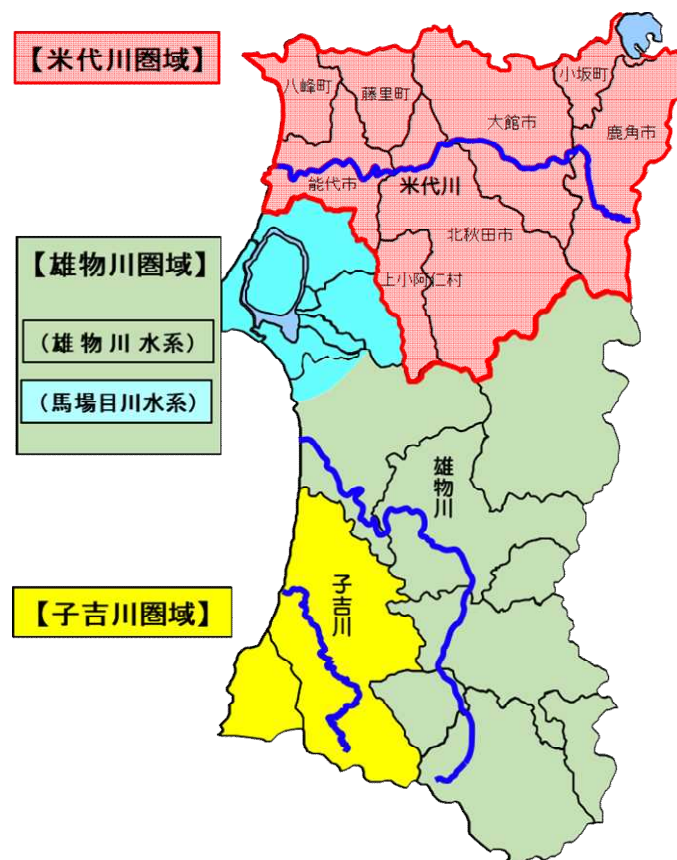 【米代川圏域】
八峰町
藤里町
小坂町
大館市
鹿角市
能代市
米代川
北秋田市
上小阿仁村
【雄物川圏域】
(雄物川水系)
(馬場目川水系)
雄物川
子吉川
【子吉川圏域】